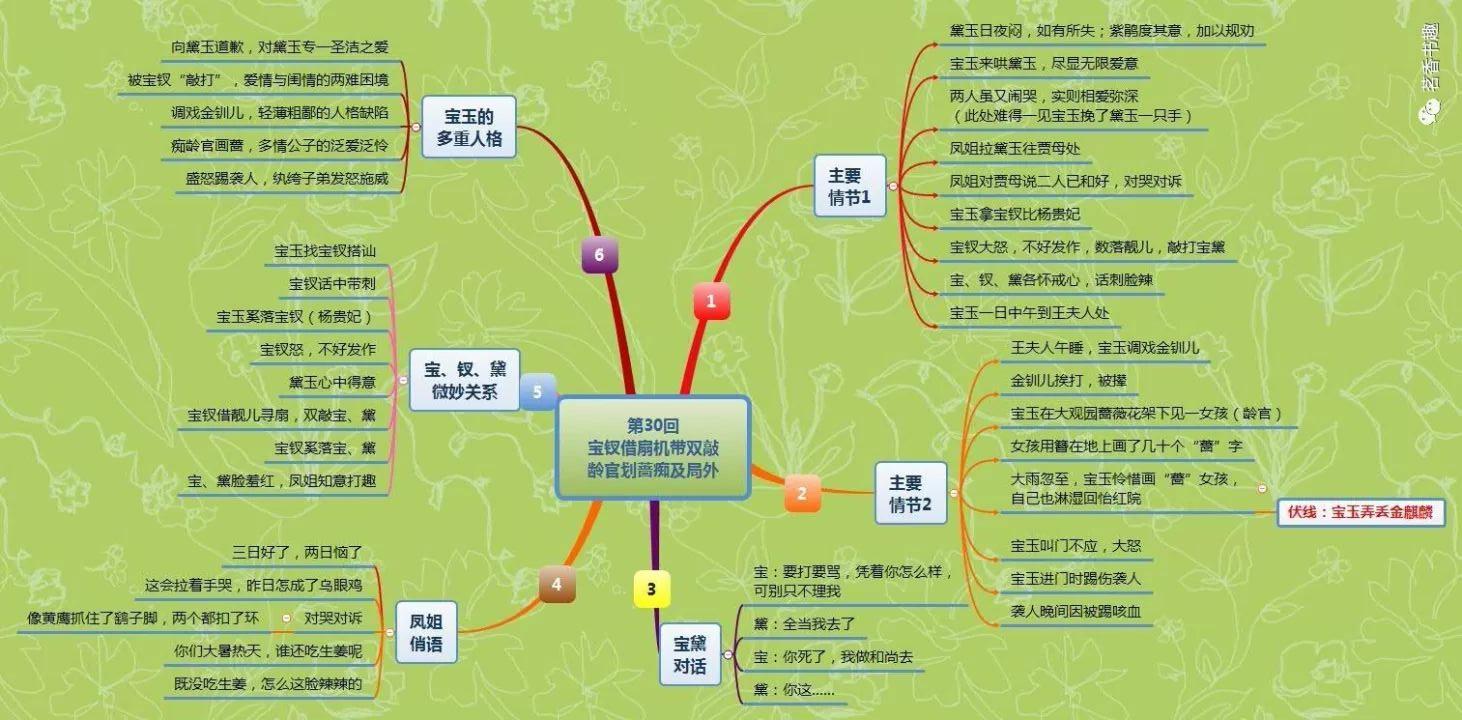 第30回
宝钗借扇机带双敲
龄官划蔷痴及局外
1
主要
情节1
黛玉日夜闷，如有所失；紫鹃度其意，加以规劝
宝玉来哄黛玉，尽显无限爱意
两人虽又闹哭，实则相爱弥深
（此处难得一见宝玉挽了黛玉一只手）
凤姐拉黛玉往贾母处
凤姐对贾母说二人已和好，对哭对诉
宝玉拿宝钗比杨贵妃
宝钗大怒，不好发作，数落靓儿，敲打宝黛
宝、钗、黛各怀戒心，话刺脸辣
宝玉一日中午到王夫人处
2
主要
情节2
王夫人午睡，宝玉调戏金钏儿
金钏儿挨打，被撵
宝玉在大观园蔷薇花架下见一女孩（龄官）
女孩用簪在地上画了几十个“蔷”字
大雨忽至，宝玉怜惜画“蔷”女孩，
自己也淋湿回怡红院
伏线：宝玉弄丢金麒麟
宝玉叫门不应，大怒
宝玉进门时踢伤袭人
袭人晚间因被踢咳血
3
宝黛
对话
宝：要打要骂，凭着你怎么样，
可别只不理我
黛：全当我去了
宝：你死了，我做和尚去
黛：你这......
4
凤姐
俏语
三日好了，两日恼了
这会拉着手哭，昨日怎成了乌眼鸡
对哭对诉
像黄鹰抓住了鹞子脚，两个都扣了环
你们大暑热天，谁还吃生姜呢
既没吃生姜，怎么这脸辣辣的
5
宝、钗、黛
微妙关系
宝玉找宝钗搭讪
宝钗话中带刺
宝玉奚落宝钗（杨贵妃）
宝钗怒，不好发作
黛玉心中得意
宝钗借靓儿寻扇，双敲宝、黛
宝钗奚落宝、黛
宝、黛脸羞红，凤姐知意打趣
6
宝玉的
多重人格
向黛玉道歉，对黛玉专一圣洁之爱
被宝钗“敲打”，爱情与闺情的两难困境
调戏金钏儿，轻薄粗鄙的人格缺陷
痴龄官画蔷，多情公子的泛爱泛怜
盛怒踢袭人，纨绔子弟发怒施威
茗香书趣